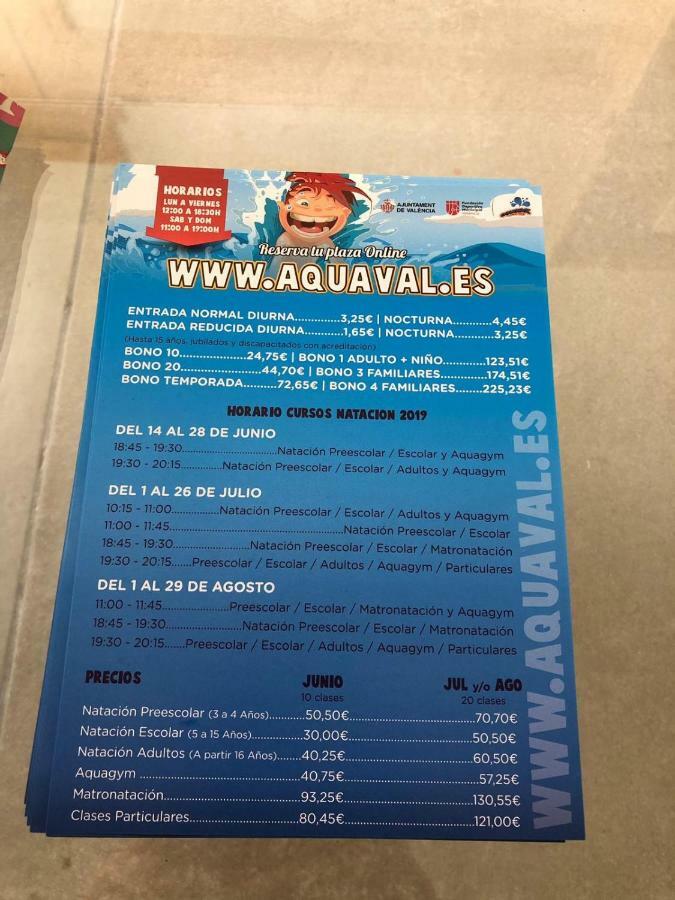 HORARIOS
LUN A VIERNES
12:00 A 18:30H
SAB Y DOM
11:00 A 19:00H
AJUNTAMENT
DE VALÈNCIA
Fundación
Deportiva
Municipal
Reserva tu plaza Online
WWW.AQUAVAL.ES
ENTRADA NORMAL DIURNA............3,25€ | NOCTURNA..........4,45€
ENTRADA REDUCIDA DIURNA..........1,65€ | NOCTURNA..........3,25€
(Hasta 15 años, jubilados y discapacitados con acreditación)
BONO 10................24,75€ | BONO 1 ADULTO + NIÑO...........123,51€
BONO 20....................44,70€ | BONO 3 FAMILIARES...........174,51€
BONO TEMPORADA.........72,65€ | BONO 4 FAMILIARES.......225,23€
HORARIO CURSOS NATACION 2019
DEL 14 AL 28 DE JUNIO
18:45 - 19:30..........................Natación Preescolar / Escolar y Aquagym
19:30 - 20:15............Natación Preescolar / Escolar / Adultos y Aquagym
DEL 1 AL 26 DE JULIO
10:15 - 11:00............Natación Preescolar / Escolar / Adultos y Aquagym
11:00 - 11:45...........................................Natación Preescolar / Escolar
18:45 - 19:30...................Natación Preescolar / Escolar / Matronatación
19:30 - 20:15......Preescolar / Escolar / Adultos / Aquagym / Particulares
DEL 1 AL 29 DE AGOSTO
11:00 - 11:45.................Preescolar / Escolar / Matronatación y Aquagym
18:45 - 19:30...................Natación Preescolar / Escolar / Matronatación
19:30 - 20:15.......Preescolar / Escolar / Adultos / Aquagym / Particulares
PRECIOS JUNIO JUL y/o AGO
10 clases 20 clases
Natación Preescolar (3 a 4 Años).........50,50€...............................70,70€
Natación Escolar (5 a 15 Años)............30,00€...............................50,50€
Natación Adultos (A partir 16 Años)......40,25€...............................60,50€
Aquagym ........................................40,75€...............................57,25€
Matronatación..................................93,25€...............................130,55€
Clases Particulares...........................80,45€...............................121,00€
WWW.AQUAVAL.ES